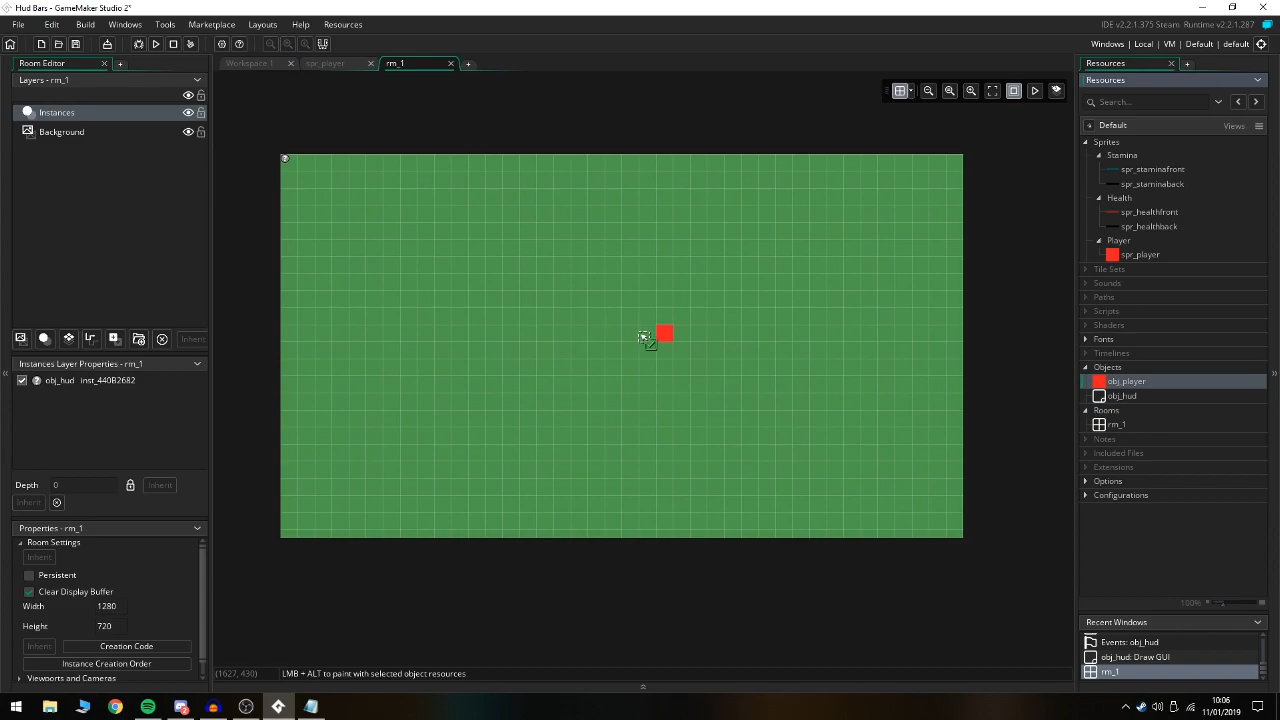 Hud Bars - GameMaker Studio 2*
File Edit Build Windows Tools Marketplace Layouts Help Resources
IDE v2.2.1.375 Steam Runtime v2.2.1.287
Windows | Local | VM | Default | default
Room Editor
Layers - rm_1
Instances
Background
Inherit
Instances Layer Properties - rm_1
obj_hud inst_440B2682
Depth 0 Inherit
Inherit
Properties - rm_1
Room Settings
Inherit
Persistent
Clear Display Buffer
Width 1280
Height 720
Inherit Creation Code
Instance Creation Order
Viewports and Cameras
Workspace 1 spr_player rm_1
(1627, 430) LMB + ALT to paint with selected object resources
Resources
Resources
Search...
Default Views
Sprites
Stamina
spr_staminafront
spr_staminaback
Health
spr_healthfront
spr_healthback
Player
spr_player
Tile Sets
Sounds
Paths
Scripts
Shaders
Fonts
Timelines
Objects
obj_player
obj_hud
Rooms
rm_1
Notes
Included Files
Extensions
Options
Configurations
100%
Recent Windows
Events: obj_hud
obj_hud: Draw GUI
rm_1
10:06
11/01/2019